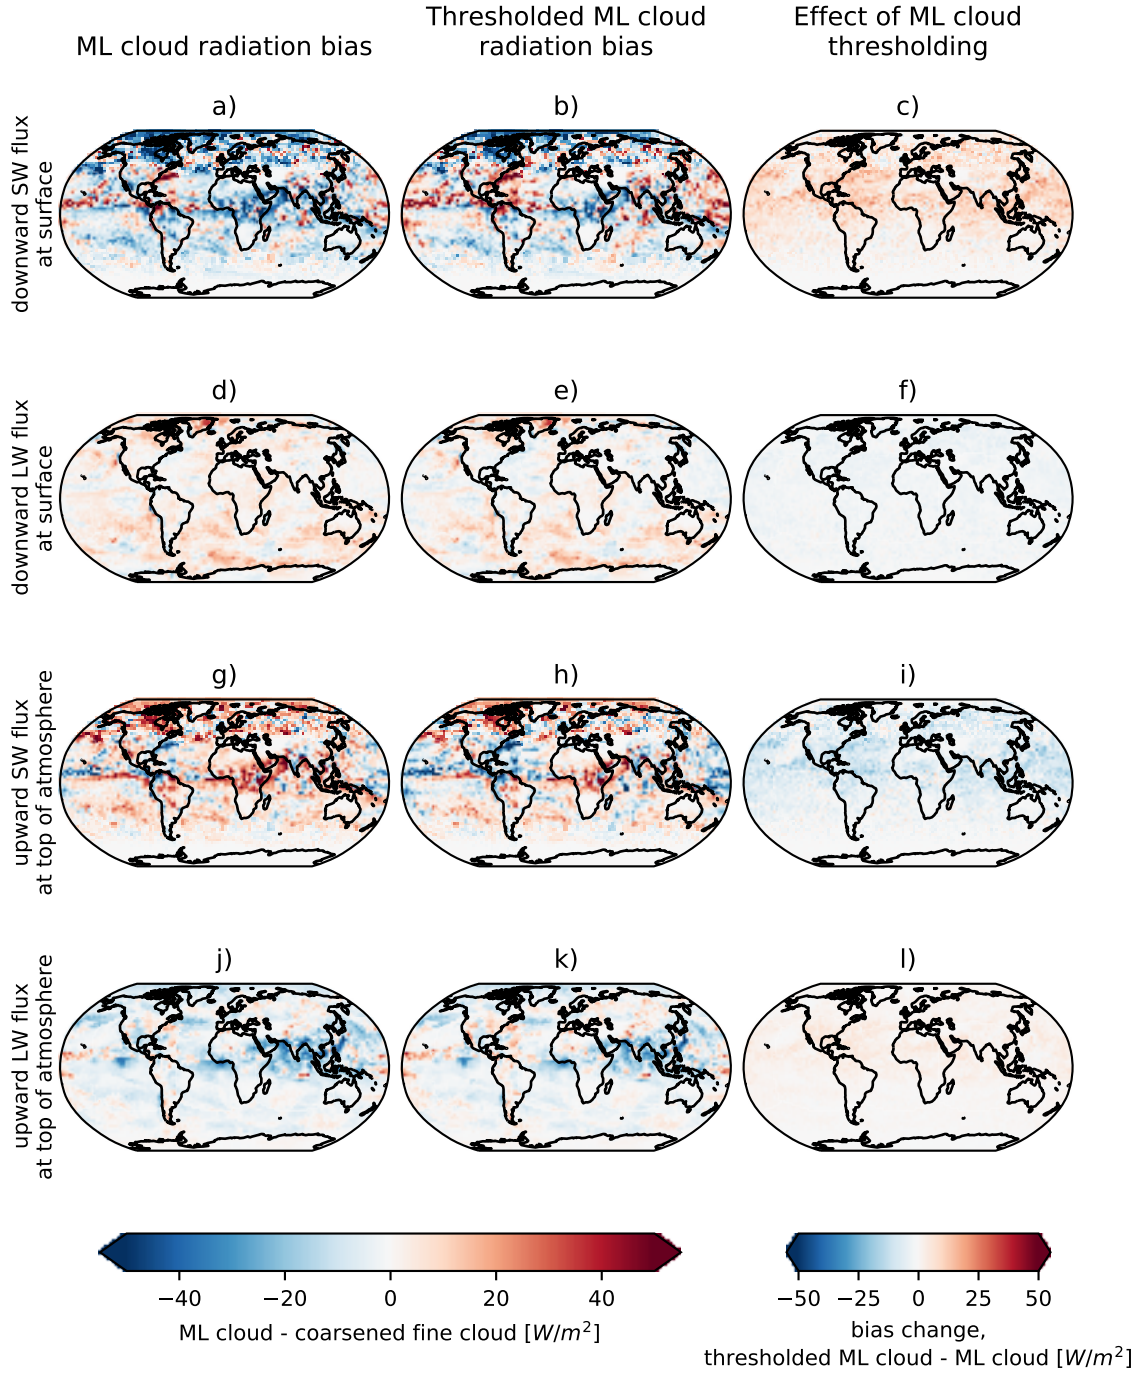 ML cloud radiation bias
Thresholded ML cloud
radiation bias
Effect of ML cloud
thresholding
downward SW flux
at surface
a)
b)
c)
downward LW flux
at surface
d)
e)
f)
upward SW flux
at top of atmosphere
g)
h)
i)
upward LW flux
at top of atmosphere
j)
k)
l)
−40 −20 0 20 40
ML cloud - coarsened fine cloud [W/m²]
−50 −25 0 25 50
bias change,
thresholded ML cloud - ML cloud [W/m²]